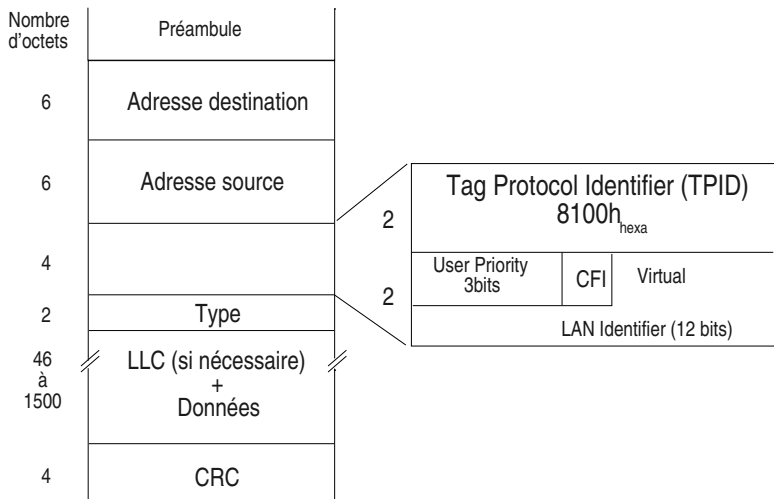 Nombre
d'octets
Préambule
6
Adresse destination
6
Adresse source
4
2
Type
46
à
1500
LLC (si nécessaire)
+
Données
4
CRC
2
Tag Protocol Identifier (TPID)
8100h hexa
2
User Priority
3bits
CFI
Virtual
LAN Identifier (12 bits)